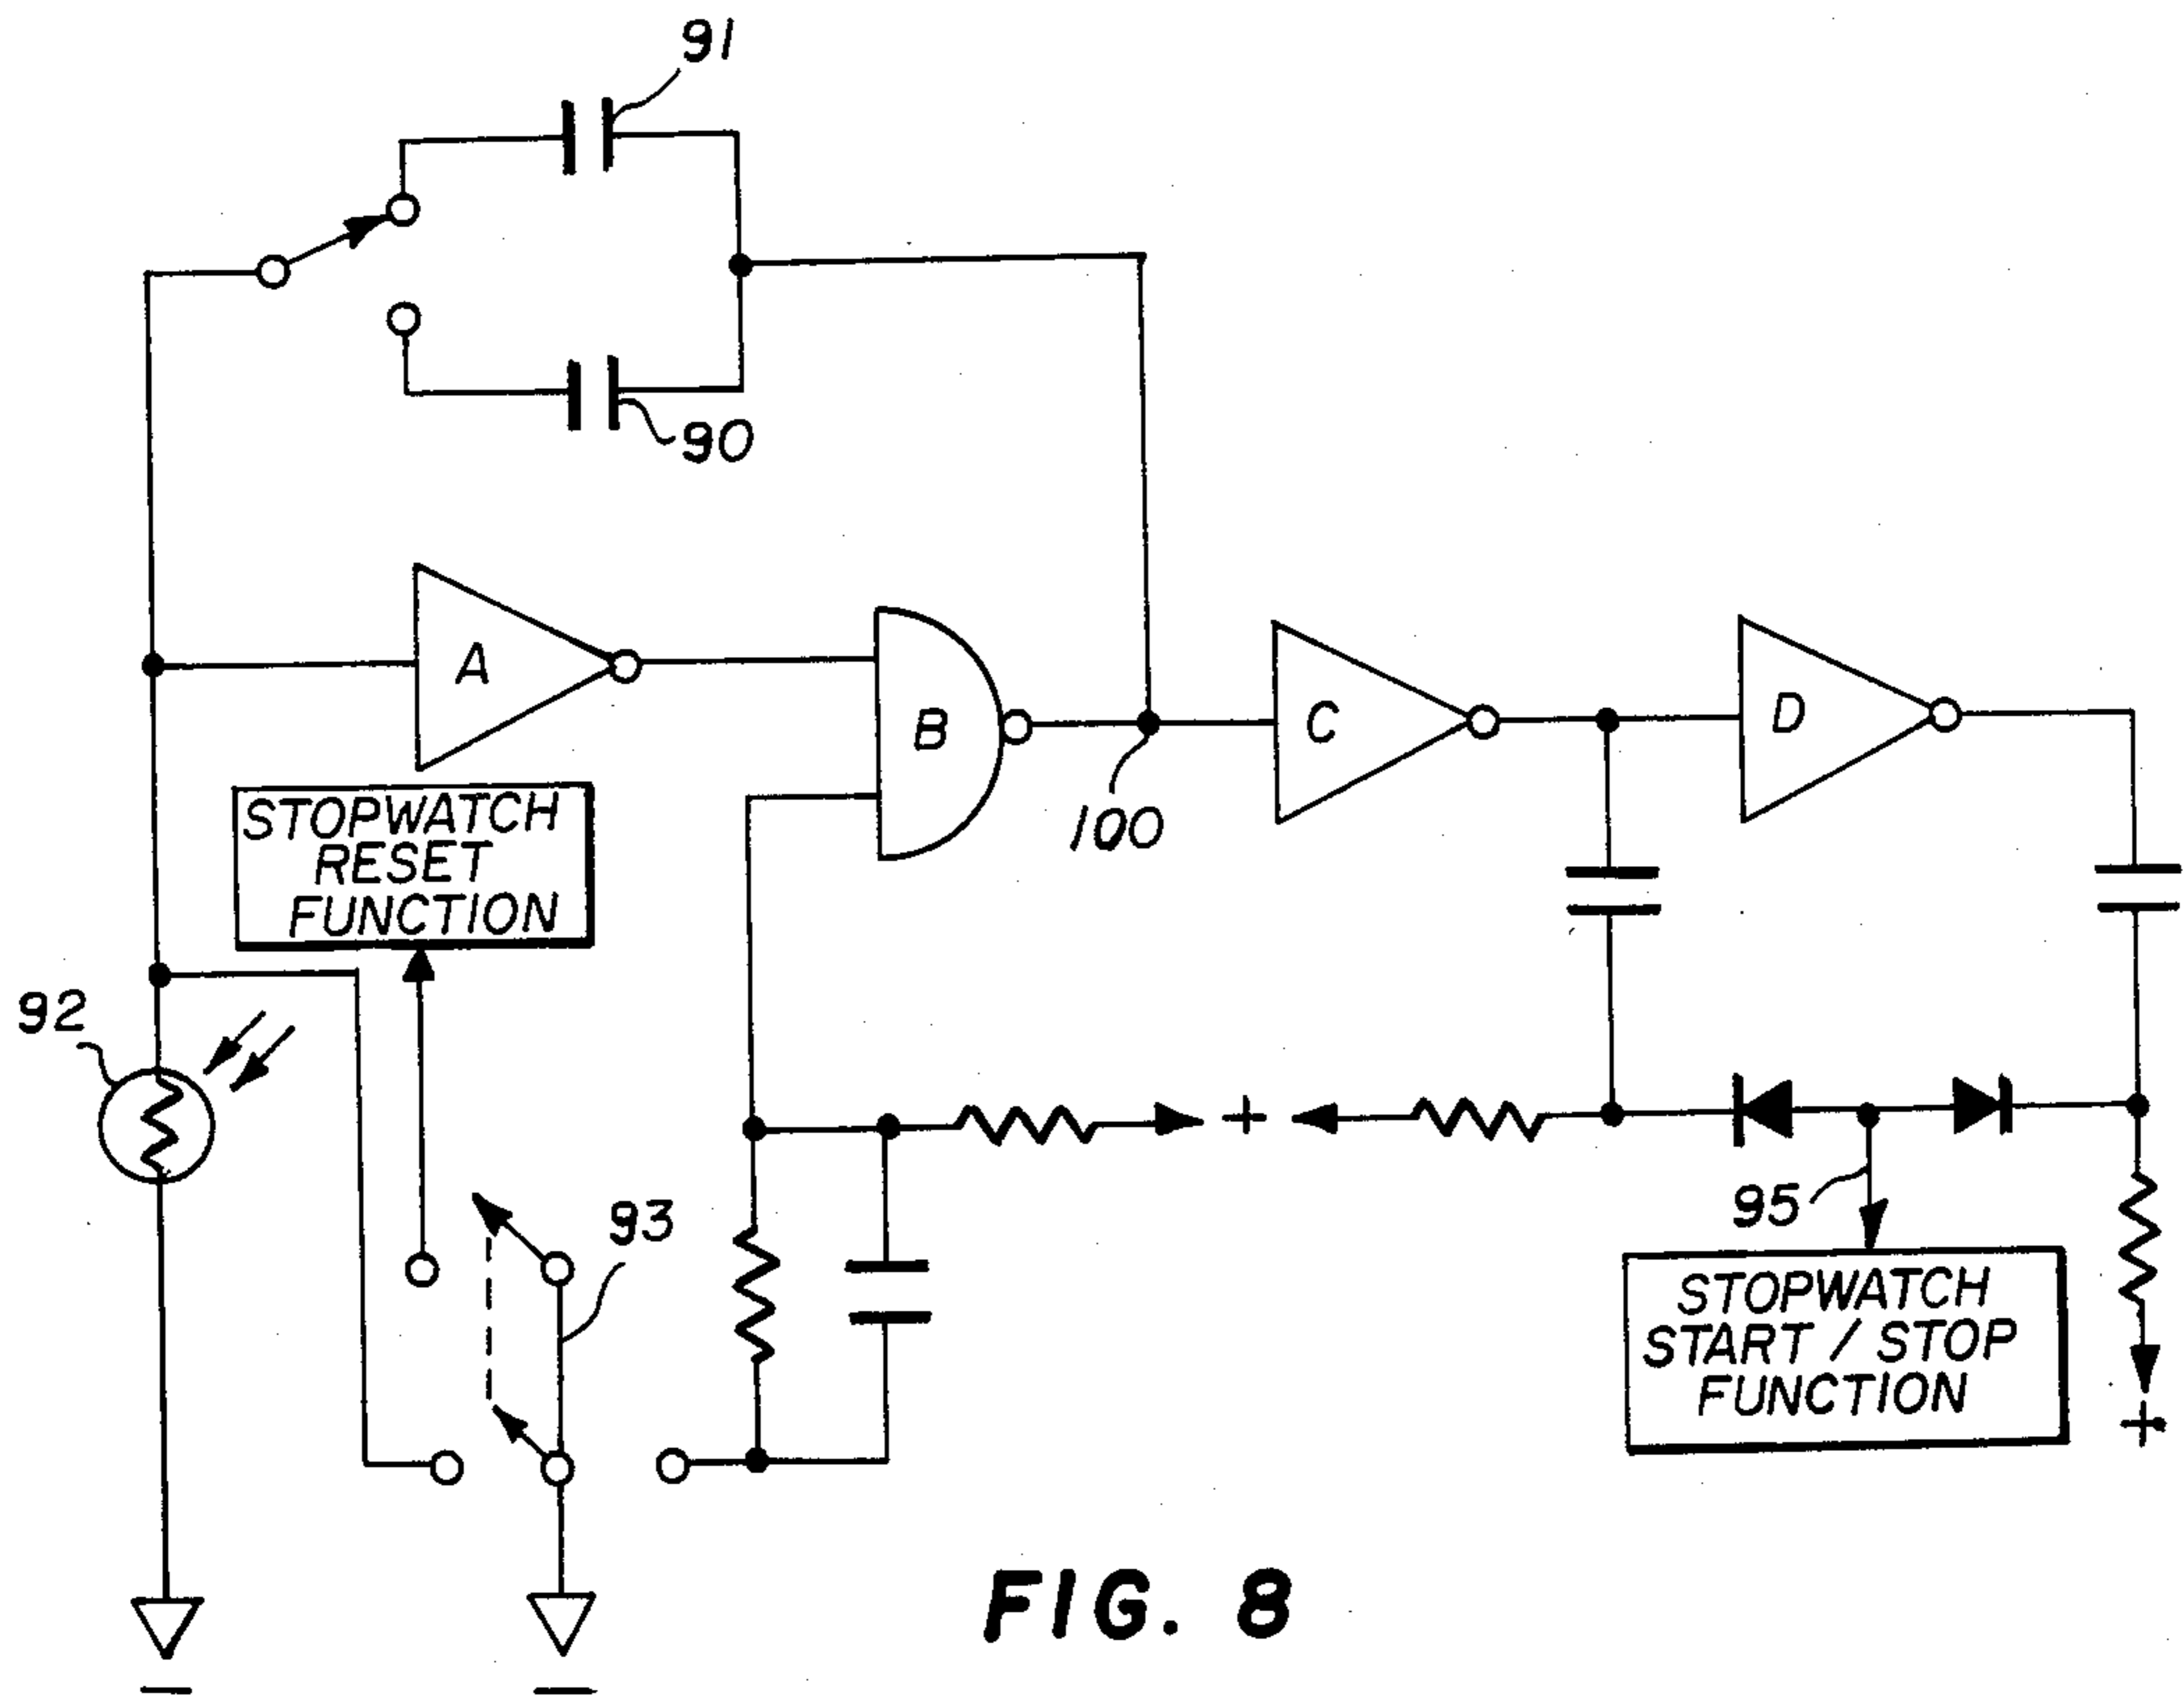 91
90
A
B
C
D
100
STOPWATCH
RESET
FUNCTION
92
+
93
95
STOPWATCH
START / STOP
FUNCTION
+
FIG. 8